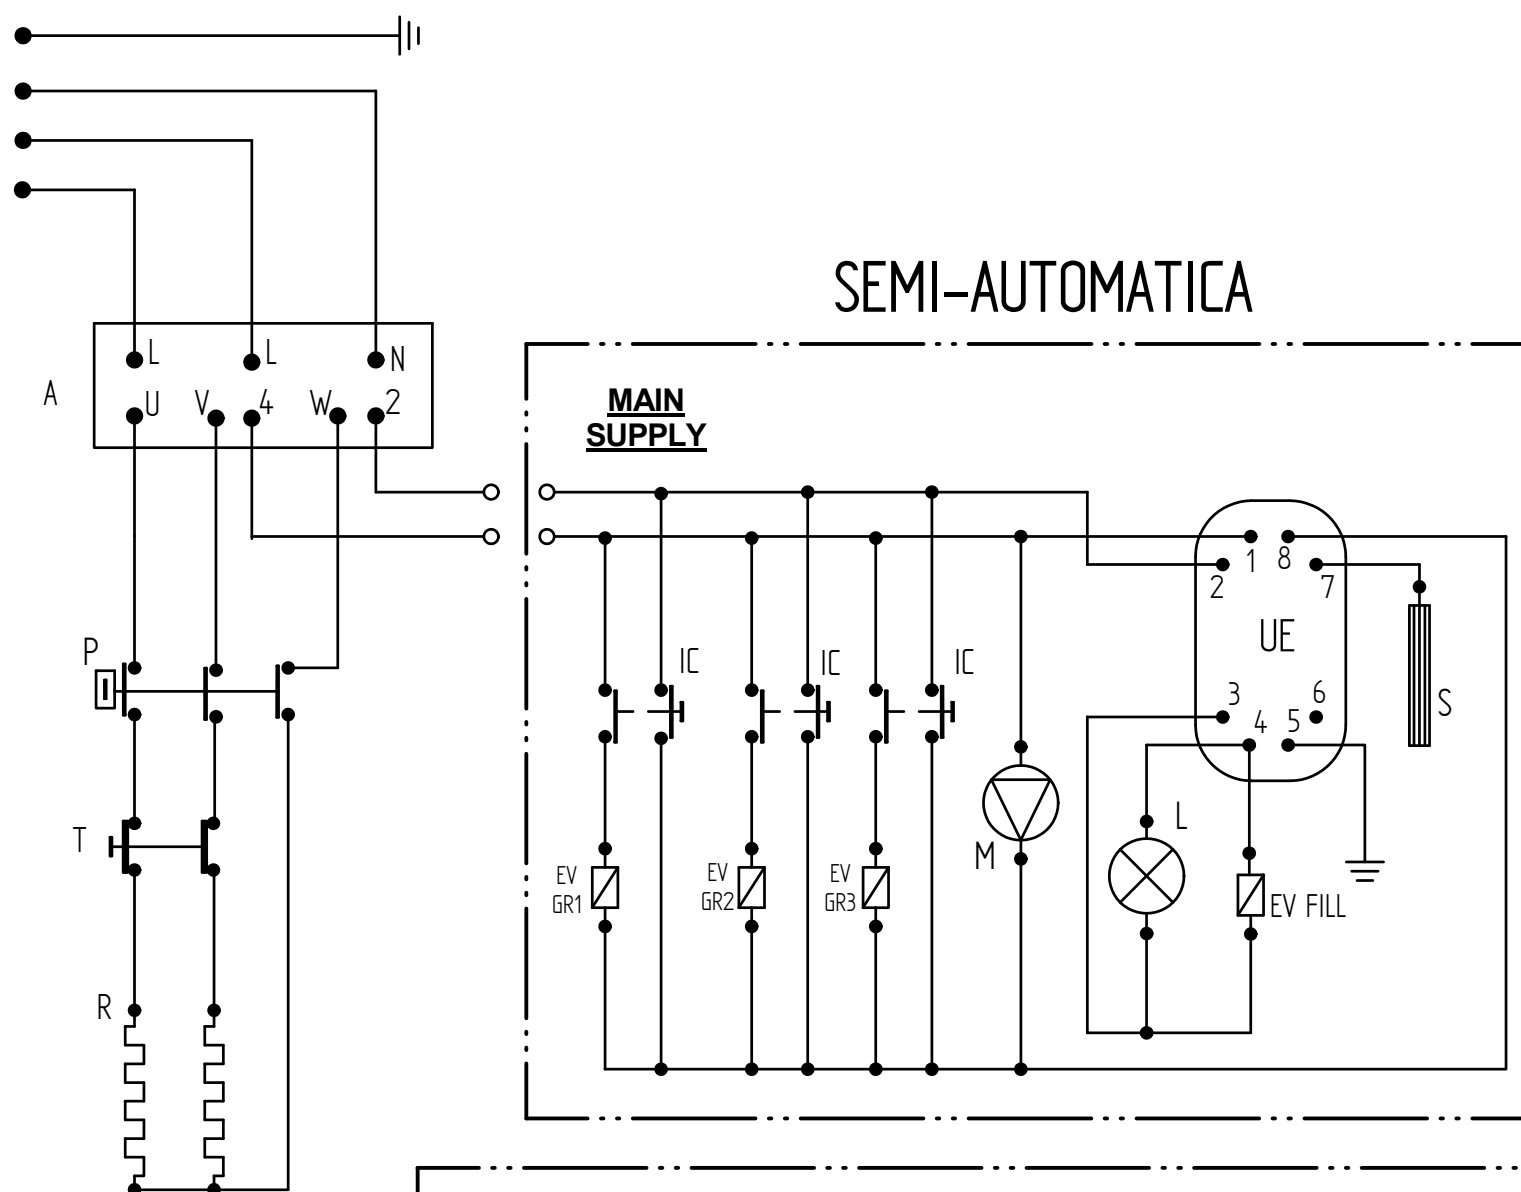 SEMI-AUTOMATICA
L L N
A
U V 4 W 2
MAIN
SUPPLY
1 8
2 7
UE
P
IC IC IC
3 6
S
4 5
L
T
M
EV EV EV
GR1 GR2 GR3
EV FILL
R